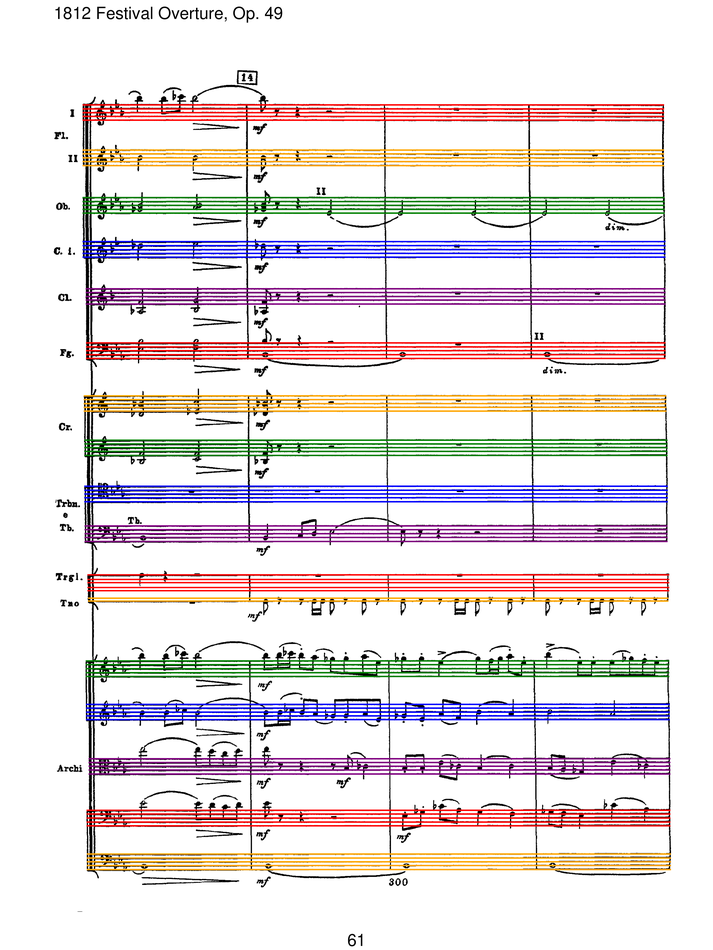 1812 Festival Overture, Op. 49
14
I
mf
Fl.
II
mf
II
Ob.
mf
dim.
C. i.
mf
Cl.
mf
II
Fg.
mf
dim.
Cr.
mf
mf
Trbn.
e
Tb.
Tb.
mf
Trgl.
Tno
mf
mf
mf
Archi
mf
mf
mf
mf
mf
300
61